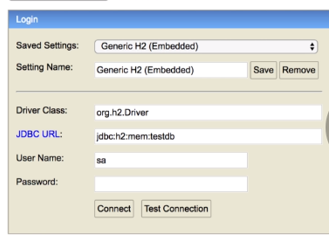 Login
Saved Settings: Generic H2 (Embedded)
Setting Name: Generic H2 (Embedded) Save Remove
Driver Class: org.h2.Driver
JDBC URL: jdbc:h2:mem:testdb
User Name: sa
Password:
Connect Test Connection